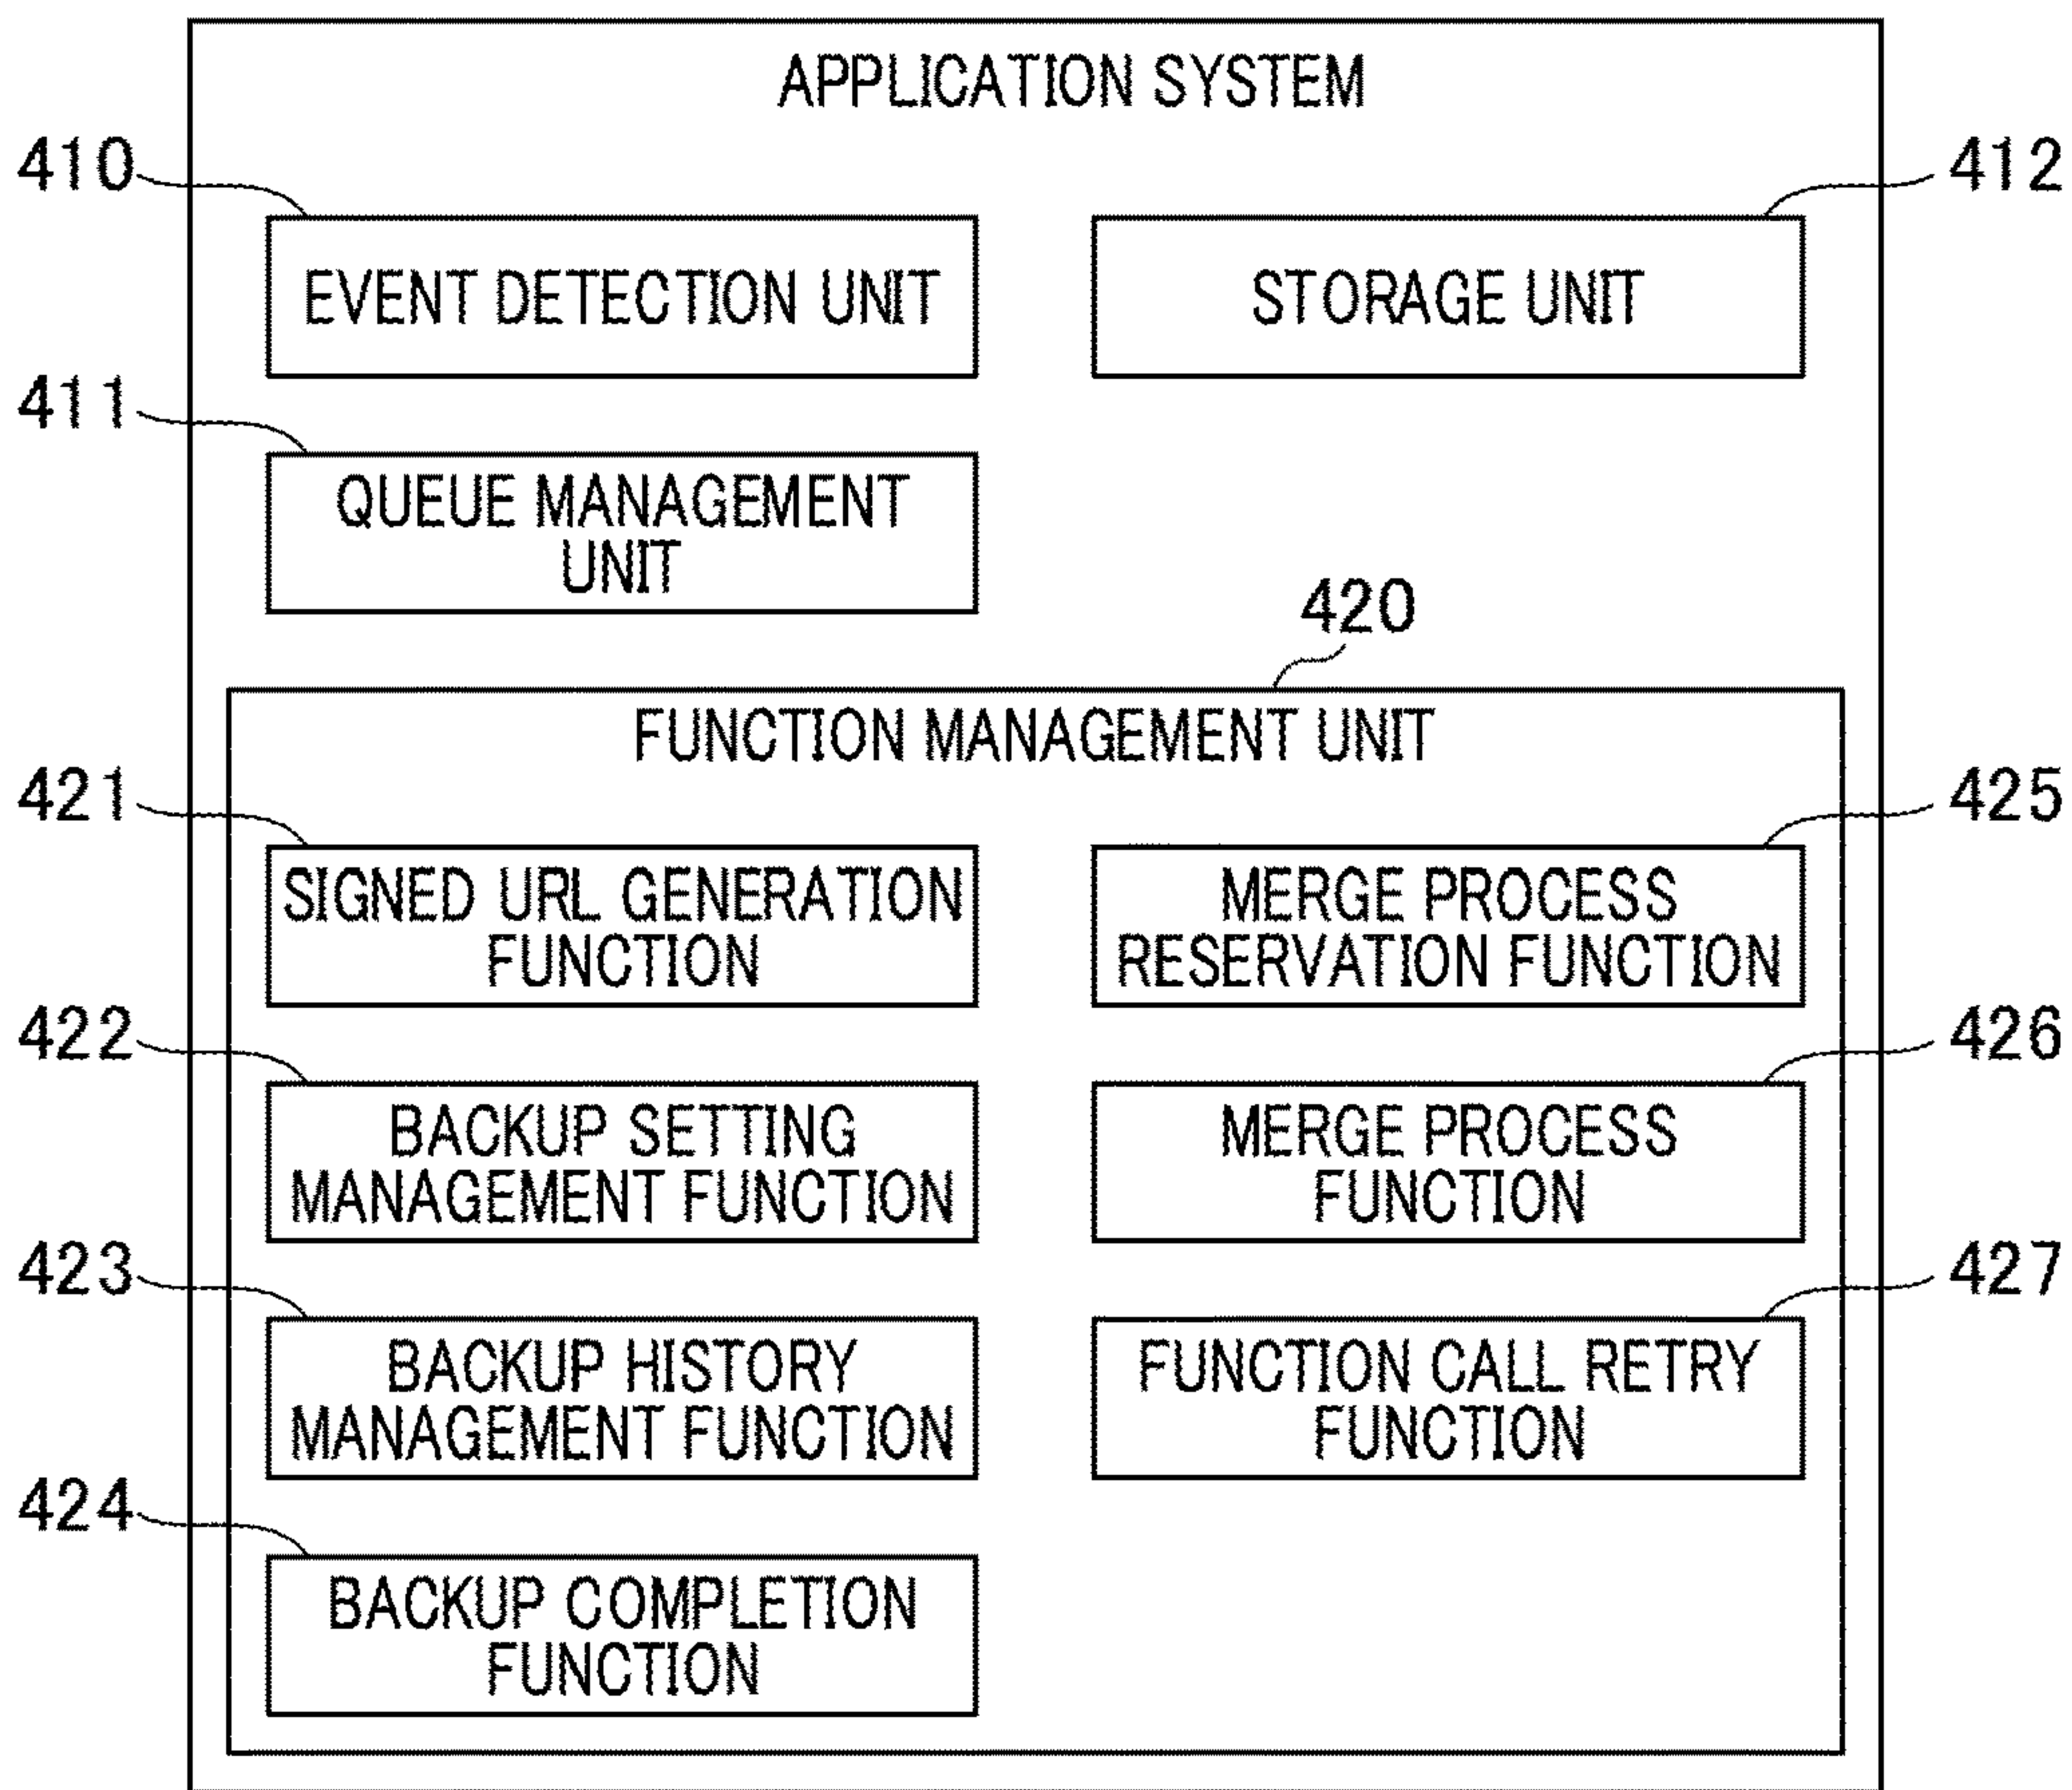 APPLICATION SYSTEM
410
412
EVENT DETECTION UNIT
STORAGE UNIT
411
QUEUE MANAGEMENT
UNIT
420
FUNCTION MANAGEMENT UNIT
421
425
SIGNED URL GENERATION
FUNCTION
MERGE PROCESS
RESERVATION FUNCTION
422
426
BACKUP SETTING
MANAGEMENT FUNCTION
MERGE PROCESS
FUNCTION
423
427
BACKUP HISTORY
MANAGEMENT FUNCTION
FUNCTION CALL RETRY
FUNCTION
424
BACKUP COMPLETION
FUNCTION